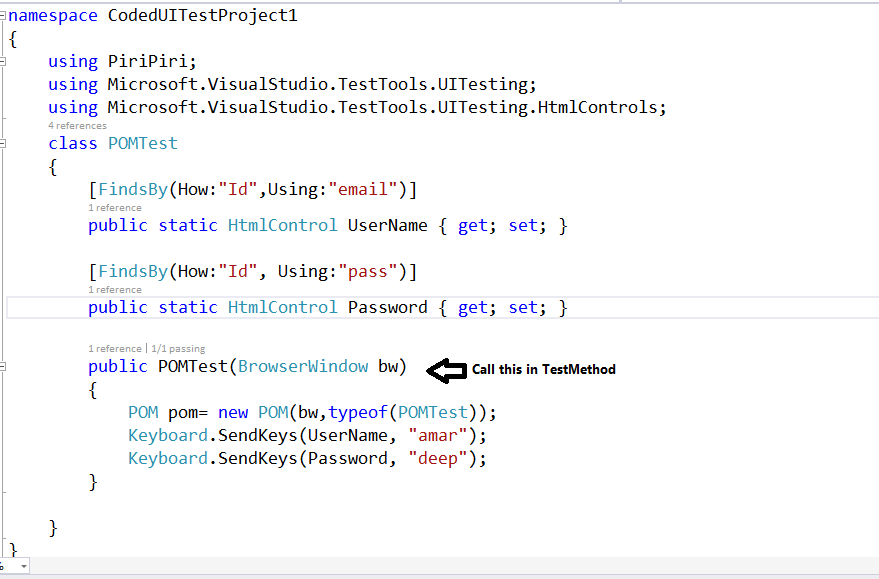 namespace CodedUITestProject1
{
using PiriPiri;
using Microsoft.VisualStudio.TestTools.UITesting;
using Microsoft.VisualStudio.TestTools.UITesting.HtmlControls;
4 references
class POMTest
{
[FindsBy(How:"Id",Using:"email")]
1 reference
public static HtmlControl UserName { get; set; }
[FindsBy(How:"Id", Using:"pass")]
1 reference
public static HtmlControl Password { get; set; }
1 reference | 1/1 passing
public POMTest(BrowserWindow bw) Call this in TestMethod
{
POM pom= new POM(bw,typeof(POMTest));
Keyboard.SendKeys(UserName, "amar");
Keyboard.SendKeys(Password, "deep");
}
}
}
%